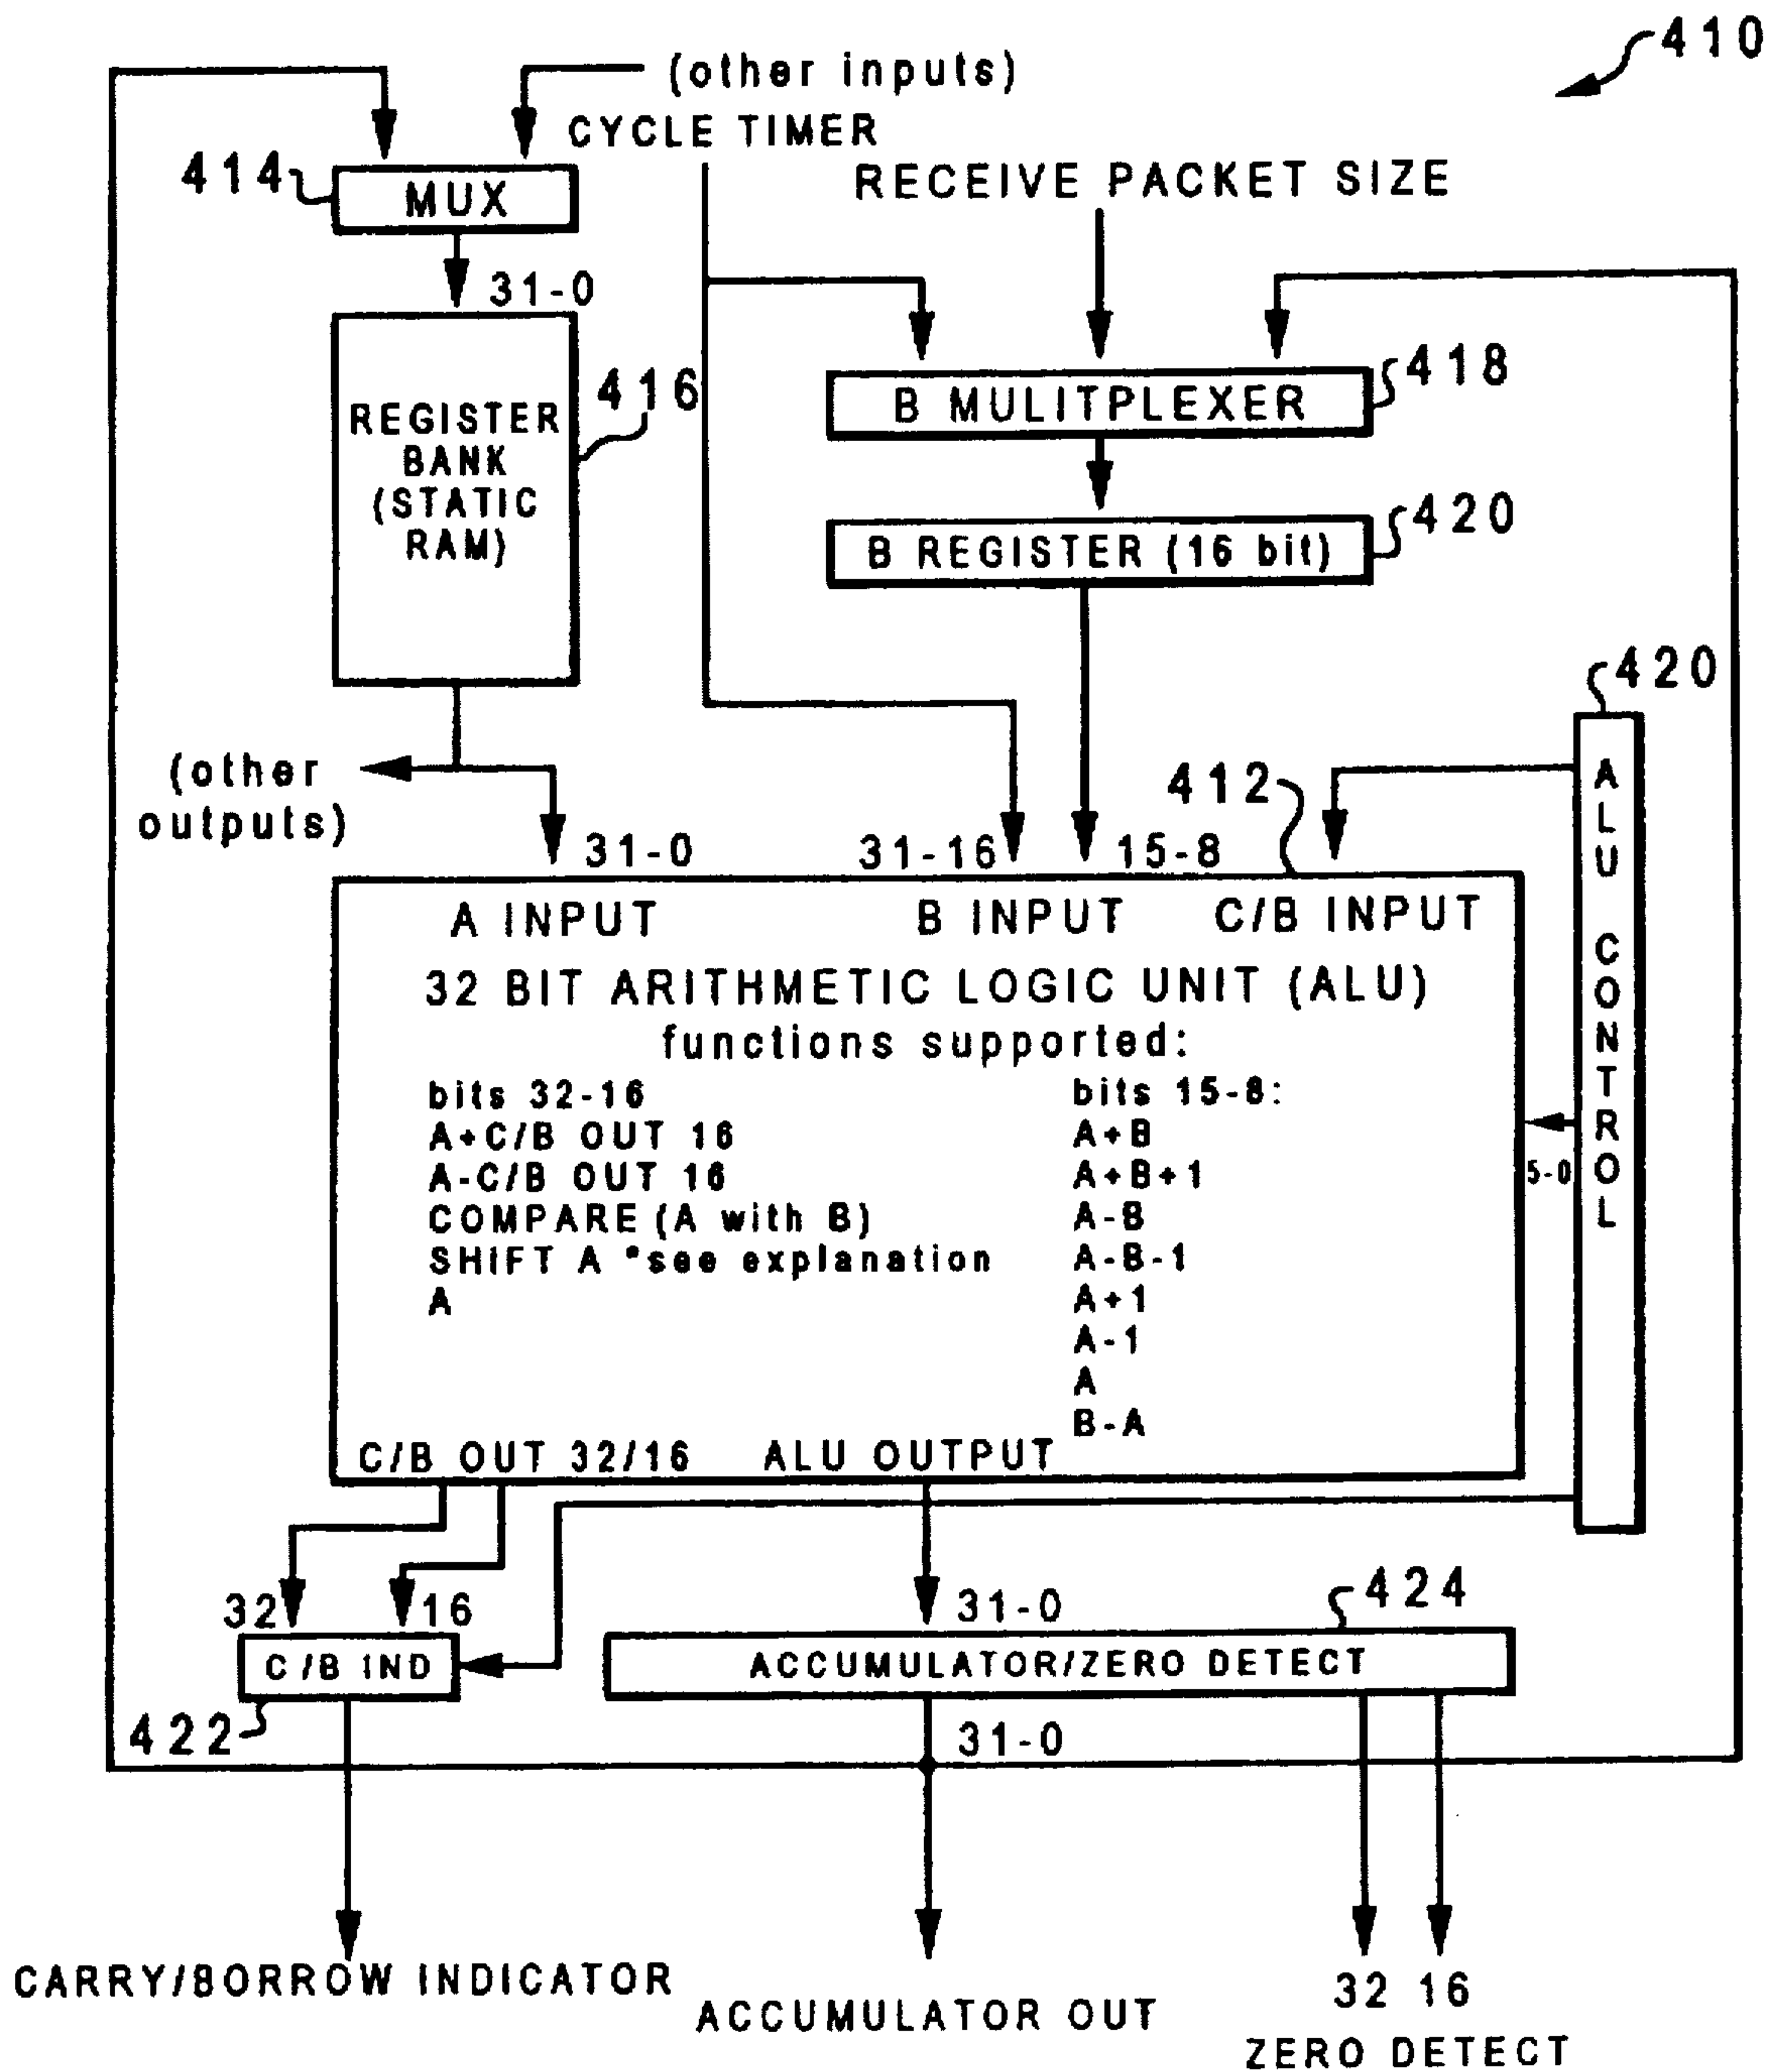 410
(other inputs)
CYCLE TIMER
414
MUX
RECEIVE PACKET SIZE
31-0
416
REGISTER
BANK
(STATIC
RAM)
418
B MULITPLEXER
420
B REGISTER (16 bit)
420
ALU CONTROL
(other
outputs)
412
31-0
31-16
15-8
A INPUT
B INPUT
C/B INPUT
32 BIT ARITHMETIC LOGIC UNIT (ALU)
functions supported:
bits 32-16
A+C/B OUT 16
A-C/B OUT 16
COMPARE (A with B)
SHIFT A *see explanation
A
bits 15-8:
A+B
A+B+1
A-B
A-B-1
A+1
A-1
A
B-A
5-0
C/B OUT 32/16
ALU OUTPUT
32
16
31-0
424
C/B IND
ACCUMULATOR/ZERO DETECT
422
31-0
CARRY/BORROW INDICATOR
ACCUMULATOR OUT
32 16
ZERO DETECT